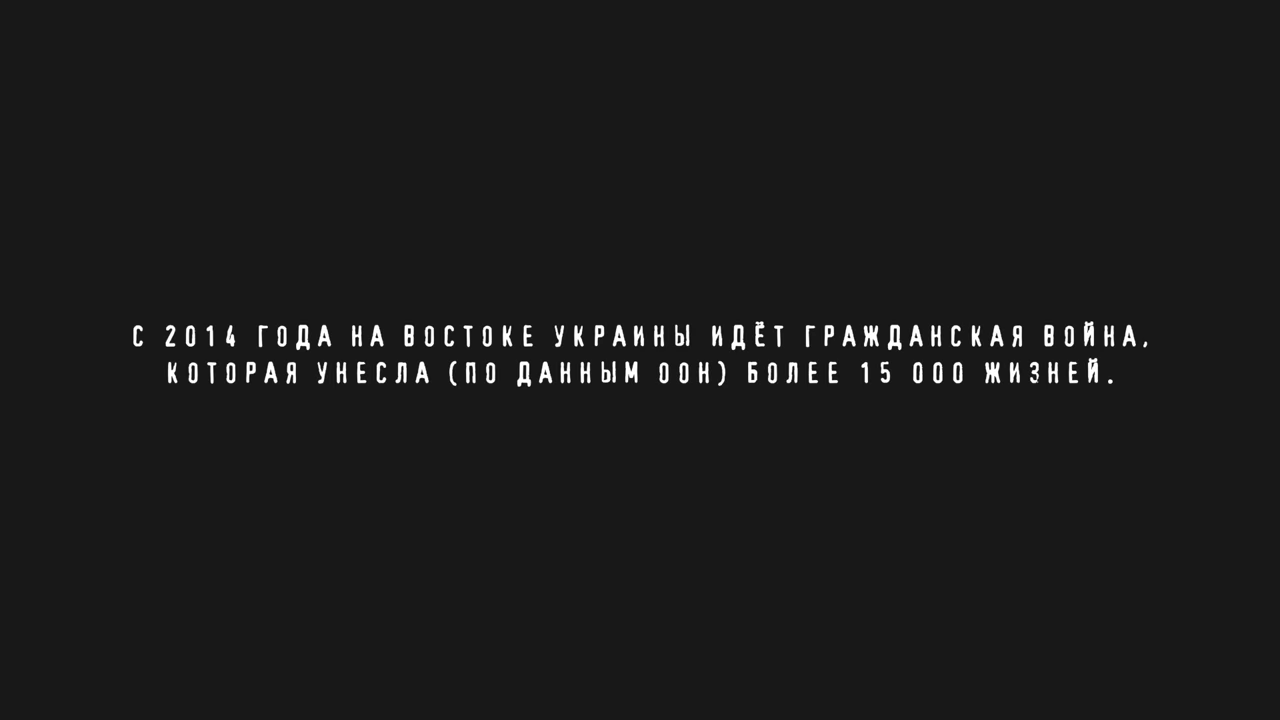 С 2014 ГОДА НА ВОСТОКЕ УКРАИНЫ ИДЁТ ГРАЖДАНСКАЯ ВОЙНА,
КОТОРАЯ УНЕСЛА (ПО ДАННЫМ ООН) БОЛЕЕ 15 000 ЖИЗНЕЙ.